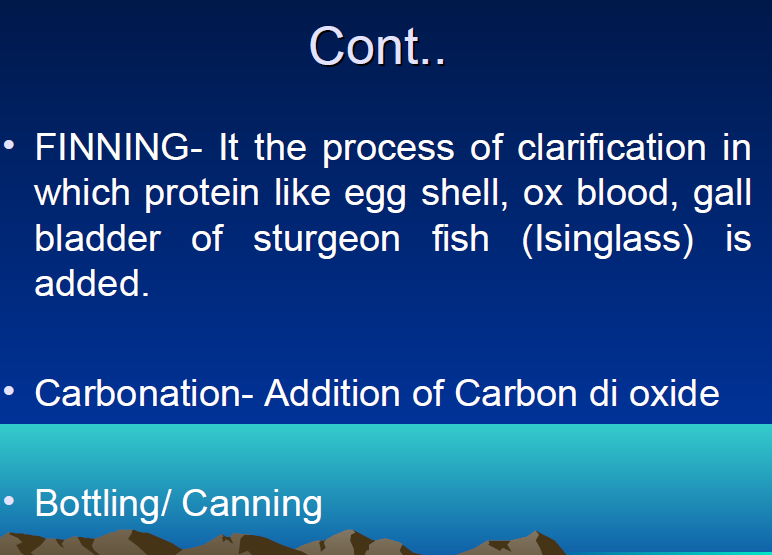 Cont..
• FINNING- It the process of clarification in
which protein like egg shell, ox blood, gall
bladder of sturgeon fish (Isinglass) is
added.
• Carbonation- Addition of Carbon di oxide
• Bottling/ Canning